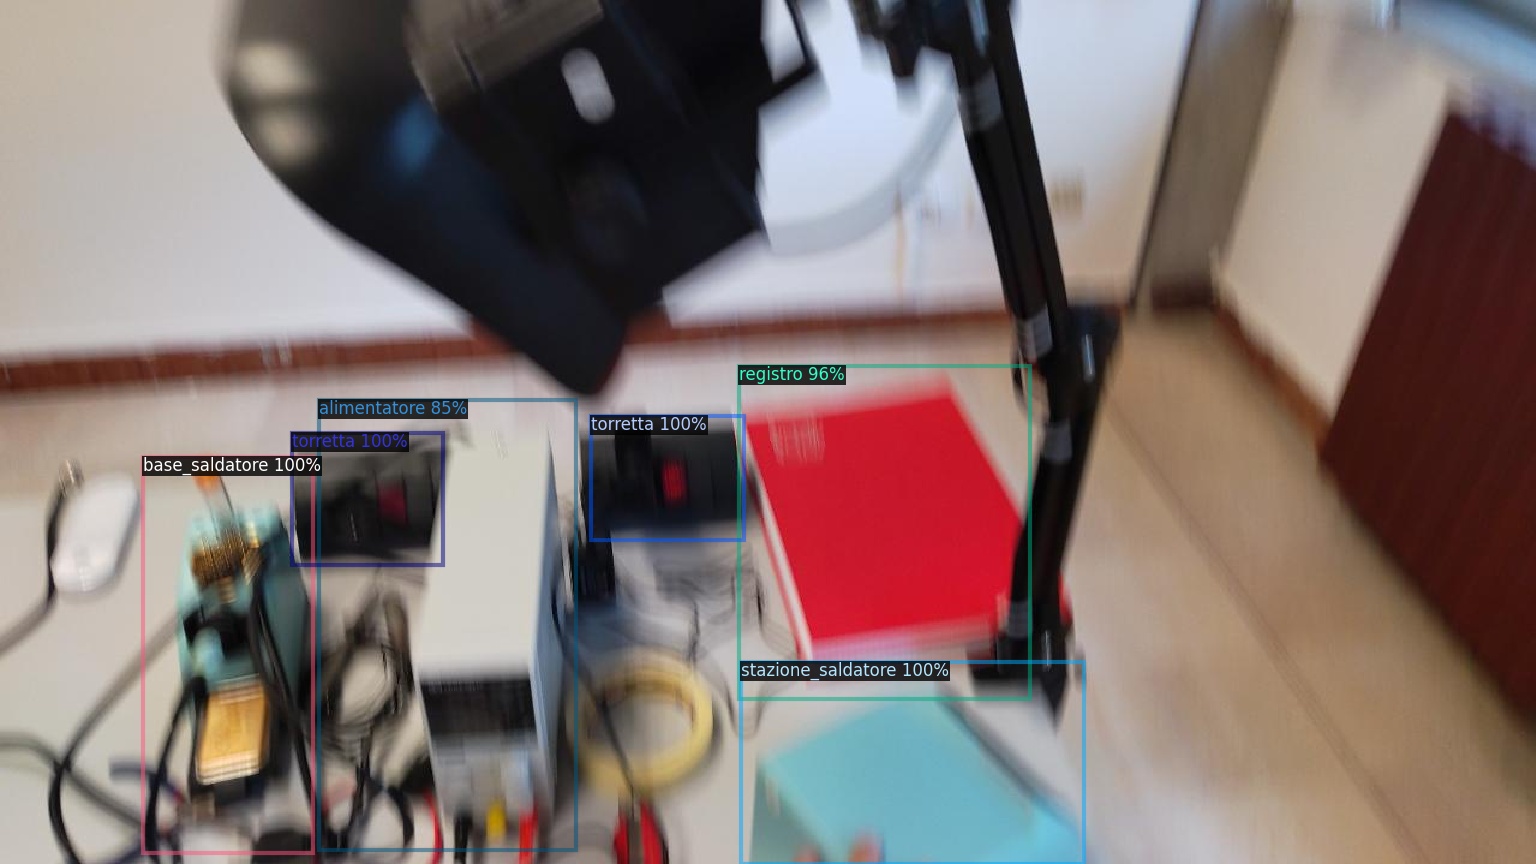 registro 96%
alimentatore 85%
torretta 100%
torretta 100%
base_saldatore 100%
stazione_saldatore 100%